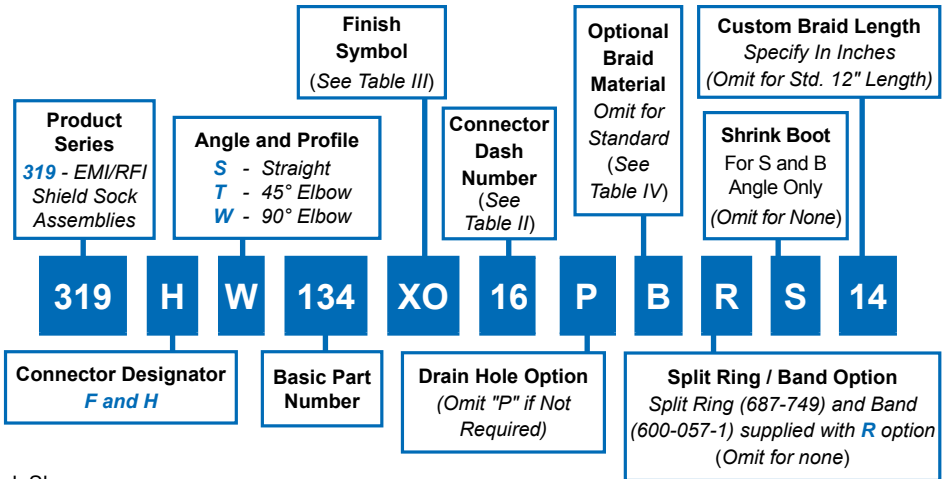 Finish
Symbol
(See Table III)
Optional
Braid
Material
Omit for
Standard
(See
Table IV)
Custom Braid Length
Specify In Inches
(Omit for Std. 12" Length)
Product
Series
319 - EMI/RFI
Shield Sock
Assemblies
Angle and Profile
S - Straight
T - 45° Elbow
W - 90° Elbow
Connector
Dash
Number
(See
Table II)
Shrink Boot
For S and B
Angle Only
(Omit for None)
319 H W 134 XO 16 P B R S 14
Connector Designator
F and H
Basic Part
Number
Drain Hole Option
(Omit "P" if Not
Required)
Split Ring / Band Option
Split Ring (687-749) and Band
(600-057-1) supplied with R option
(Omit for none)